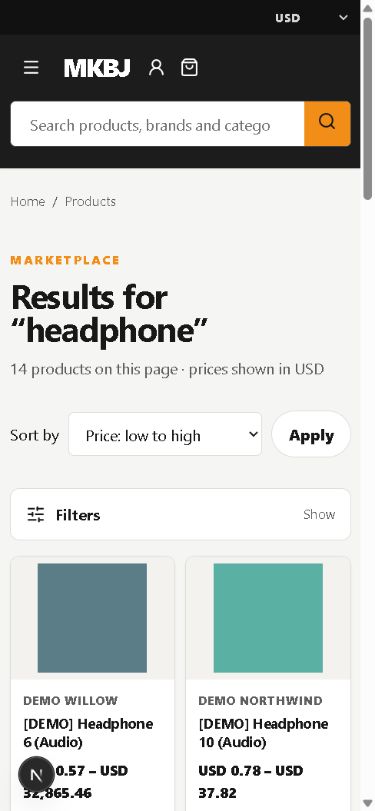 USD
MKBJ
Search products, brands and catego
Home / Products
MARKETPLACE
Results for
“headphone”
14 products on this page · prices shown in USD
Sort by Price: low to high Apply
Filters Show
DEMO WILLOW
[DEMO] Headphone
6 (Audio)
0.57 – USD
32,865.46
DEMO NORTHWIND
[DEMO] Headphone
10 (Audio)
USD 0.78 – USD
37.82
N